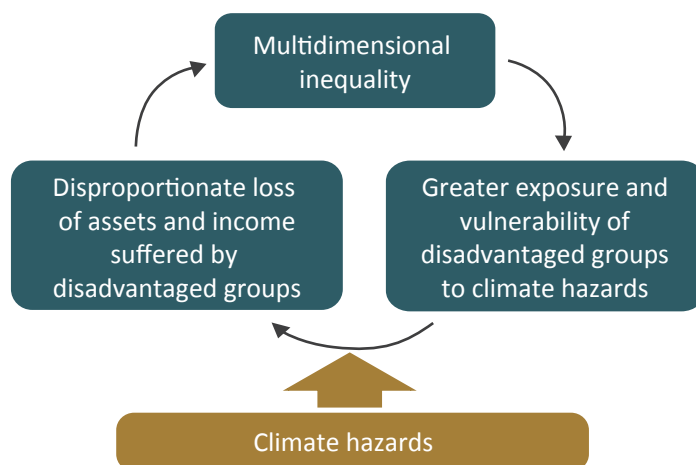 Multidimensional
inequality
Disproportionate loss
of assets and income
suffered by
disadvantaged groups
Greater exposure and
vulnerability of
disadvantaged groups
to climate hazards
Climate hazards